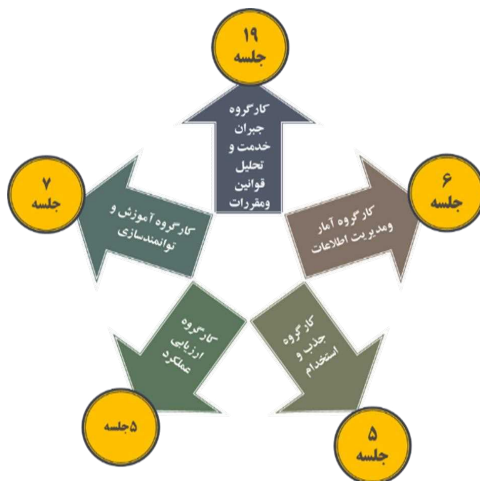 ۱۹
جلسه
کارگروه
جبران
خدمت و
تحلیل
قوانین
ومقررات
۶
جلسه
کارگروه آمار
ومدیریت اطلاعات
۵
جلسه
کارگروه
جذب و
استخدام
۵جلسه
کارگروه
ارزیابی
عملکرد
۷
جلسه
کارگروه آموزش و
توانمندسازی